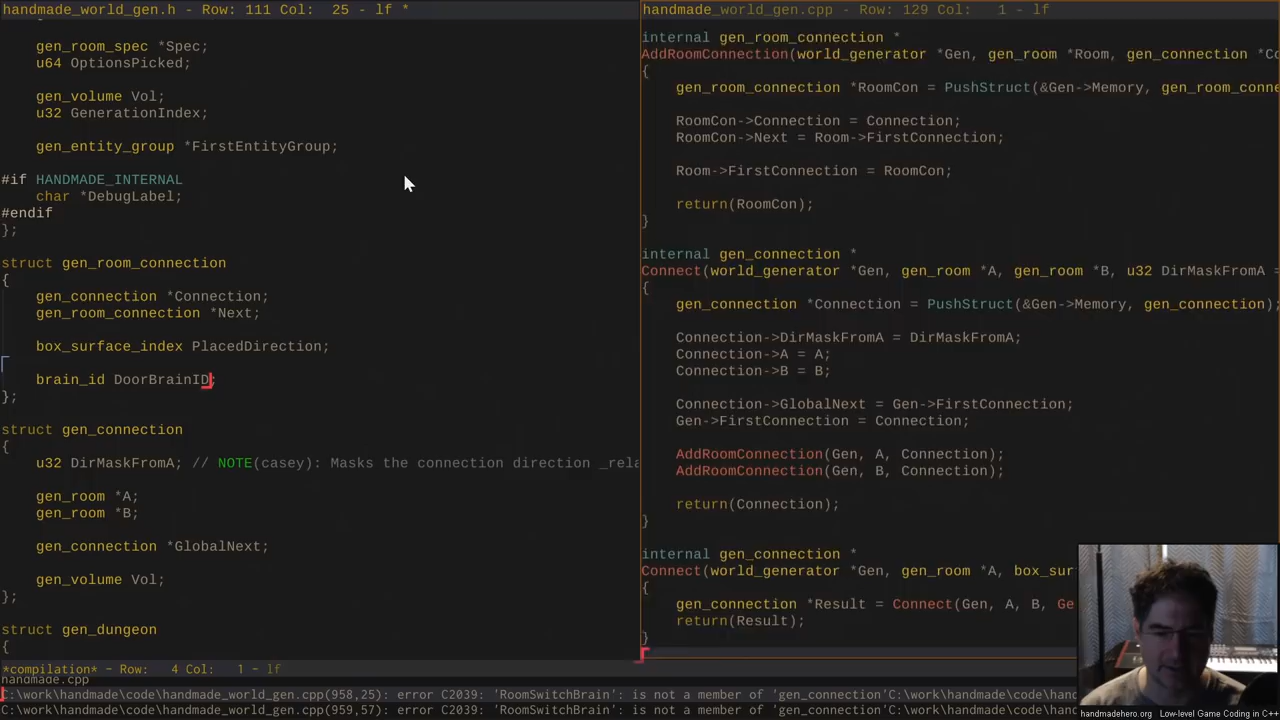 handmade_world_gen.h - Row: 111 Col:  25 - lf *
gen_room_spec *Spec;
u64 OptionsPicked;
gen_volume Vol;
u32 GenerationIndex;
gen_entity_group *FirstEntityGroup;
#if HANDMADE_INTERNAL
char *DebugLabel;
#endif
};
struct gen_room_connection
{
gen_connection *Connection;
gen_room_connection *Next;
box_surface_index PlacedDirection;
brain_id DoorBrainID;
};
struct gen_connection
{
u32 DirMaskFromA; // NOTE(casey): Masks the connection direction _rela
gen_room *A;
gen_room *B;
gen_connection *GlobalNext;
gen_volume Vol;
};
struct gen_dungeon
{
handmade_world_gen.cpp - Row: 129 Col:   1 - lf
internal gen_room_connection *
AddRoomConnection(world_generator *Gen, gen_room *Room, gen_connection *Co
{
gen_room_connection *RoomCon = PushStruct(&Gen->Memory, gen_room_conne
RoomCon->Connection = Connection;
RoomCon->Next = Room->FirstConnection;
Room->FirstConnection = RoomCon;
return(RoomCon);
}
internal gen_connection *
Connect(world_generator *Gen, gen_room *A, gen_room *B, u32 DirMaskFromA =
{
gen_connection *Connection = PushStruct(&Gen->Memory, gen_connection);
Connection->DirMaskFromA = DirMaskFromA;
Connection->A = A;
Connection->B = B;
Connection->GlobalNext = Gen->FirstConnection;
Gen->FirstConnection = Connection;
AddRoomConnection(Gen, A, Connection);
AddRoomConnection(Gen, B, Connection);
return(Connection);
}
internal gen_connection *
Connect(world_generator *Gen, gen_room *A, box_sur
{
gen_connection *Result = Connect(Gen, A, B, Ge
return(Result);
}
*compilation* - Row:   4 Col:   1 - lf
handmade.cpp
C:\work\handmade\code\handmade_world_gen.cpp(958,25): error C2039: 'RoomSwitchBrain': is not a member of 'gen_connection'C:\work\handmade\code\hand
C:\work\handmade\code\handmade_world_gen.cpp(959,57): error C2039: 'RoomSwitchBrain': is not a member of 'gen_connection'C:\work\handmade\code\hand
handmadehero.org | Low-level Game Coding in C++